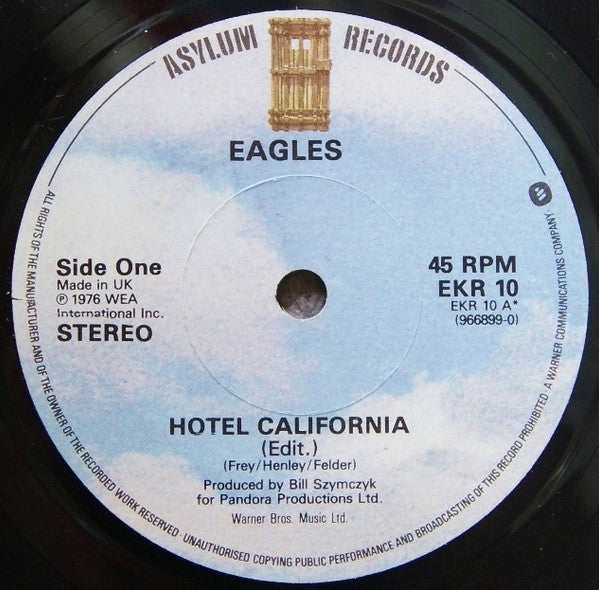 ASYLUM RECORDS
EAGLES
Side One
Made in UK
℗ 1976 WEA
International Inc.
STEREO
45 RPM
EKR 10
EKR 10 A*
(966899-0)
HOTEL CALIFORNIA
(Edit.)
(Frey/Henley/Felder)
Produced by Bill Szymczyk
for Pandora Productions Ltd.
Warner Bros. Music Ltd.
ALL RIGHTS OF THE MANUFACTURER AND OF THE OWNER OF THE RECORDED WORK RESERVED · UNAUTHORISED COPYING PUBLIC PERFORMANCE AND BROADCASTING OF THIS RECORD PROHIBITED · A WARNER COMMUNICATIONS COMPANY